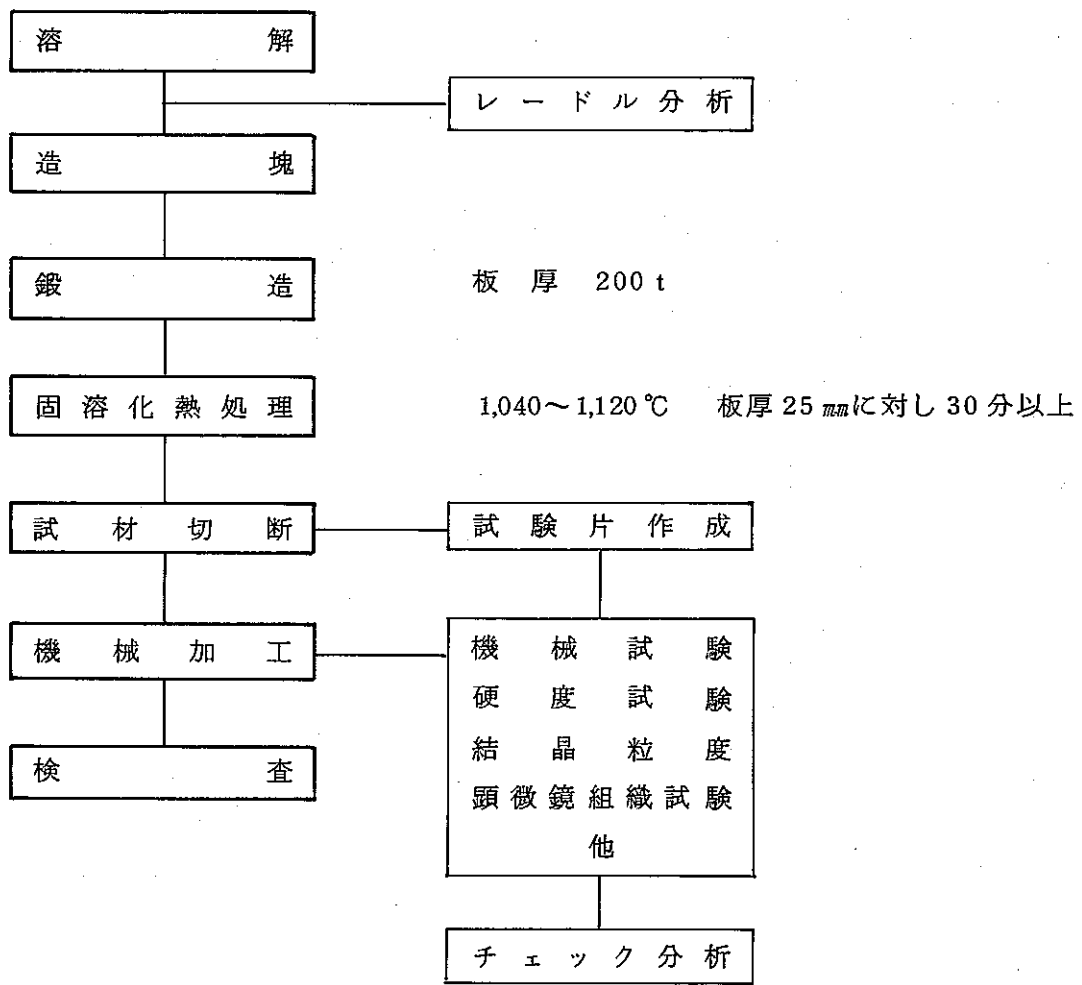 溶解
レードル分析
造塊
鍛造 板厚 200 t
固溶化熱処理 1,040～1,120 ℃ 板厚 25 ㎜に対し 30 分以上
試材切断 試験片作成
機械加工 機械試験
硬度試験
結晶粒度
検査
顕微鏡組織試験
他
チェック分析